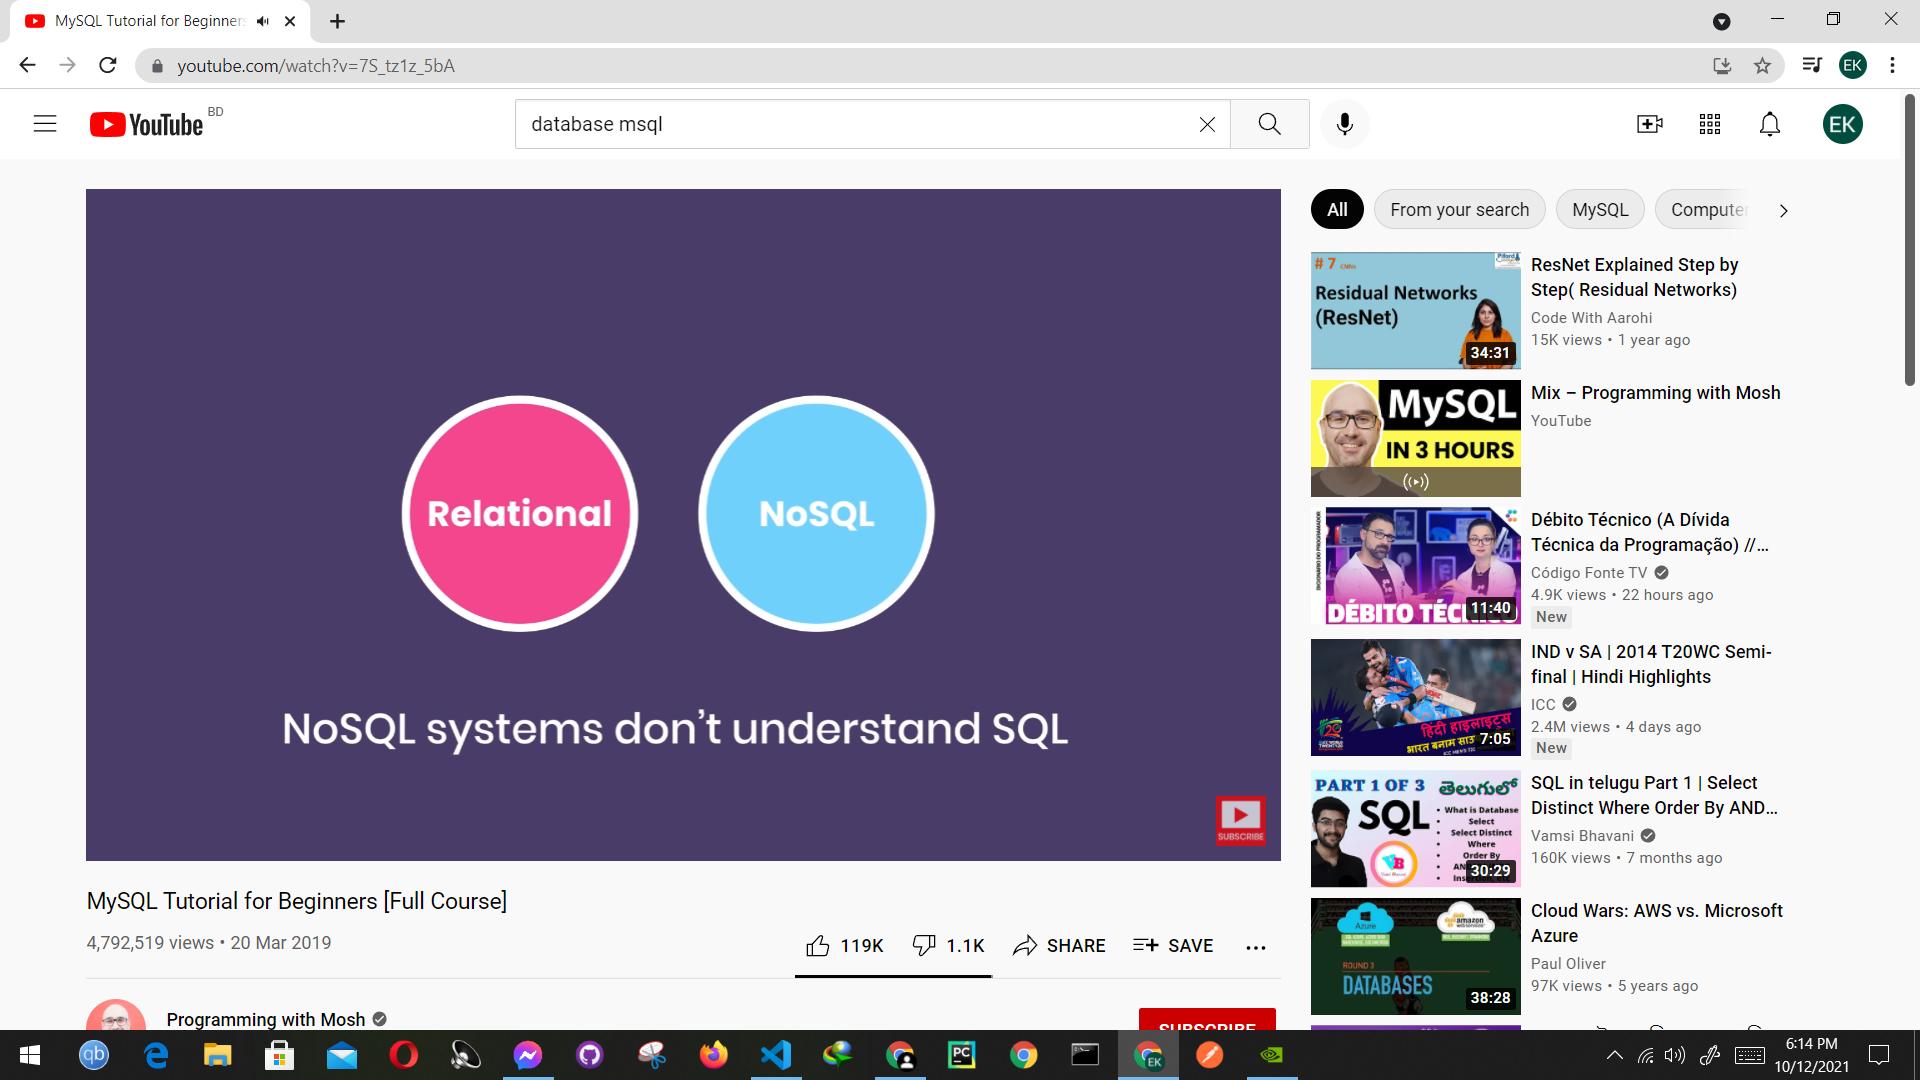 MySQL Tutorial for Beginners
youtube.com/watch?v=7S_tz1z_5bA
EK
YouTube BD
database msql
EK
Relational
NoSQL
NoSQL systems don't understand SQL
SUBSCRIBE
MySQL Tutorial for Beginners [Full Course]
4,792,519 views • 20 Mar 2019
119K
1.1K
SHARE
SAVE
Programming with Mosh
SUBSCRIBE
All
From your search
MySQL
Computer
# 7 CNNs
Residual Networks
(ResNet)
34:31
ResNet Explained Step by
Step( Residual Networks)
Code With Aarohi
15K views • 1 year ago
MySQL
IN 3 HOURS
Mix – Programming with Mosh
YouTube
DÉBITO TÉC
11:40
Débito Técnico (A Dívida
Técnica da Programação) //...
Código Fonte TV
4.9K views • 22 hours ago
New
हिंदी हाइलाइट्स
भारत बनाम साउ
7:05
IND v SA | 2014 T20WC Semi-
final | Hindi Highlights
ICC
2.4M views • 4 days ago
New
PART 1 OF 3 తెలుగులో
SQL
• What is Database
• Select
• Select Distinct
• Where
• Order By
VB
30:29
SQL in telugu Part 1 | Select
Distinct Where Order By AND...
Vamsi Bhavani
160K views • 7 months ago
Azure
amazon
ROUND 3
DATABASES
38:28
Cloud Wars: AWS vs. Microsoft
Azure
Paul Oliver
97K views • 5 years ago
qb
PC
EK
6:14 PM
10/12/2021